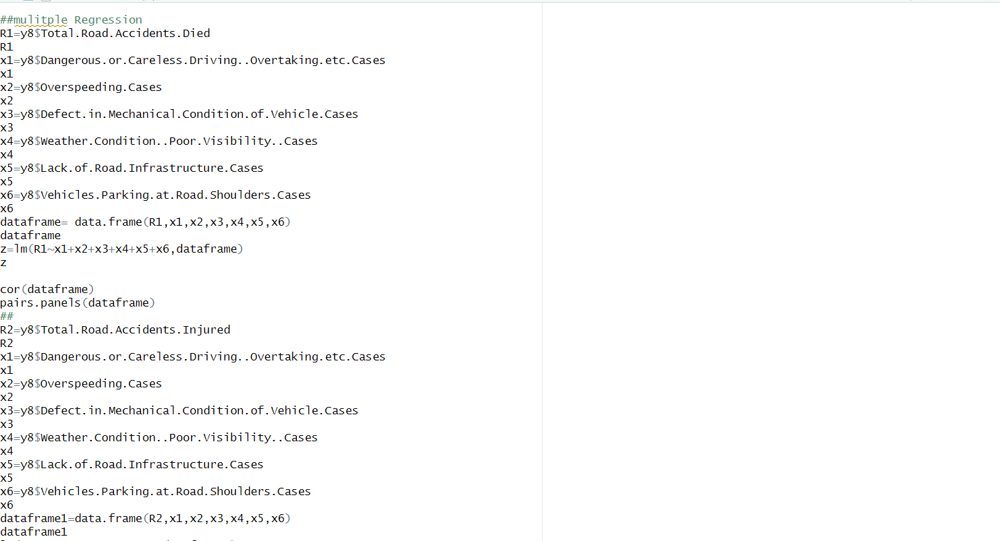 ##mulitple Regression
R1=y8$Total.Road.Accidents.Died
R1
x1=y8$Dangerous.or.Careless.Driving..Overtaking.etc.Cases
x1
x2=y8$Overspeeding.Cases
x2
x3=y8$Defect.in.Mechanical.Condition.of.Vehicle.Cases
x3
x4=y8$Weather.Condition..Poor.Visibility..Cases
x4
x5=y8$Lack.of.Road.Infrastructure.Cases
x5
x6=y8$Vehicles.Parking.at.Road.Shoulders.Cases
x6
dataframe= data.frame(R1,x1,x2,x3,x4,x5,x6)
dataframe
z=lm(R1~x1+x2+x3+x4+x5+x6,dataframe)
z
cor(dataframe)
pairs.panels(dataframe)
##
R2=y8$Total.Road.Accidents.Injured
R2
x1=y8$Dangerous.or.Careless.Driving..Overtaking.etc.Cases
x1
x2=y8$Overspeeding.Cases
x2
x3=y8$Defect.in.Mechanical.Condition.of.Vehicle.Cases
x3
x4=y8$Weather.Condition..Poor.Visibility..Cases
x4
x5=y8$Lack.of.Road.Infrastructure.Cases
x5
x6=y8$Vehicles.Parking.at.Road.Shoulders.Cases
x6
dataframe1=data.frame(R2,x1,x2,x3,x4,x5,x6)
dataframe1